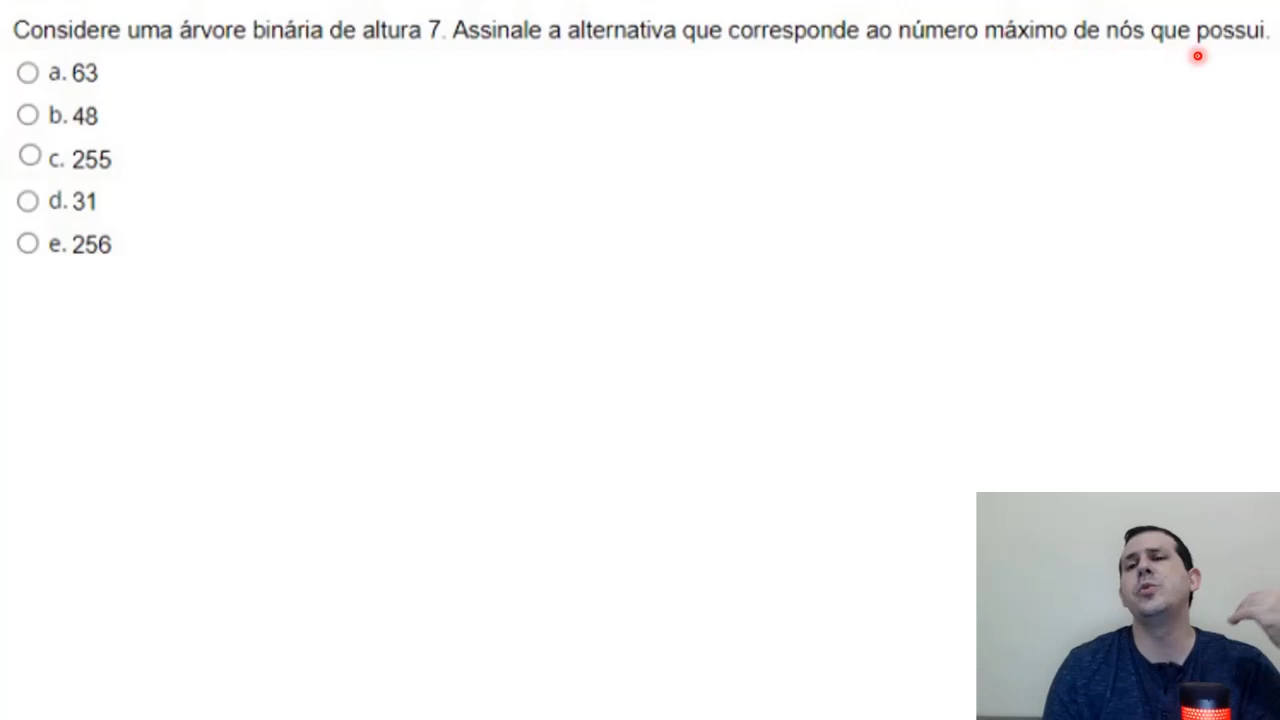 Considere uma árvore binária de altura 7. Assinale a alternativa que corresponde ao número máximo de nós que possui.
a. 63
b. 48
c. 255
d. 31
e. 256